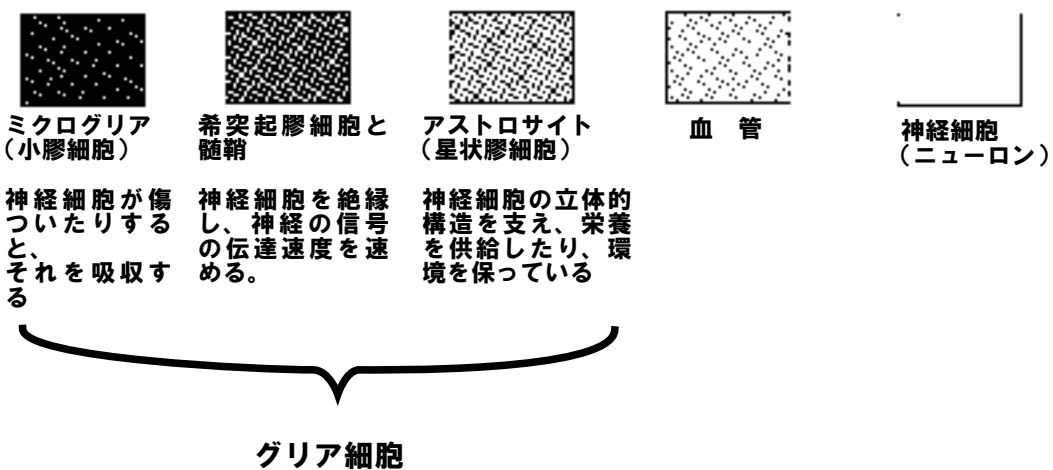 ミクログリア
(小膠細胞)
希突起膠細胞と
髄鞘
アストロサイト
(星状膠細胞)
血 管
神経細胞
(ニューロン)
神経細胞が傷
ついたりする
と、
それを吸収す
る
神経細胞を絶縁
し、神経の信号
の伝達速度を速
める。
神経細胞の立体的
構造を支え、栄養
を供給したり、環
境を保っている
グリア細胞